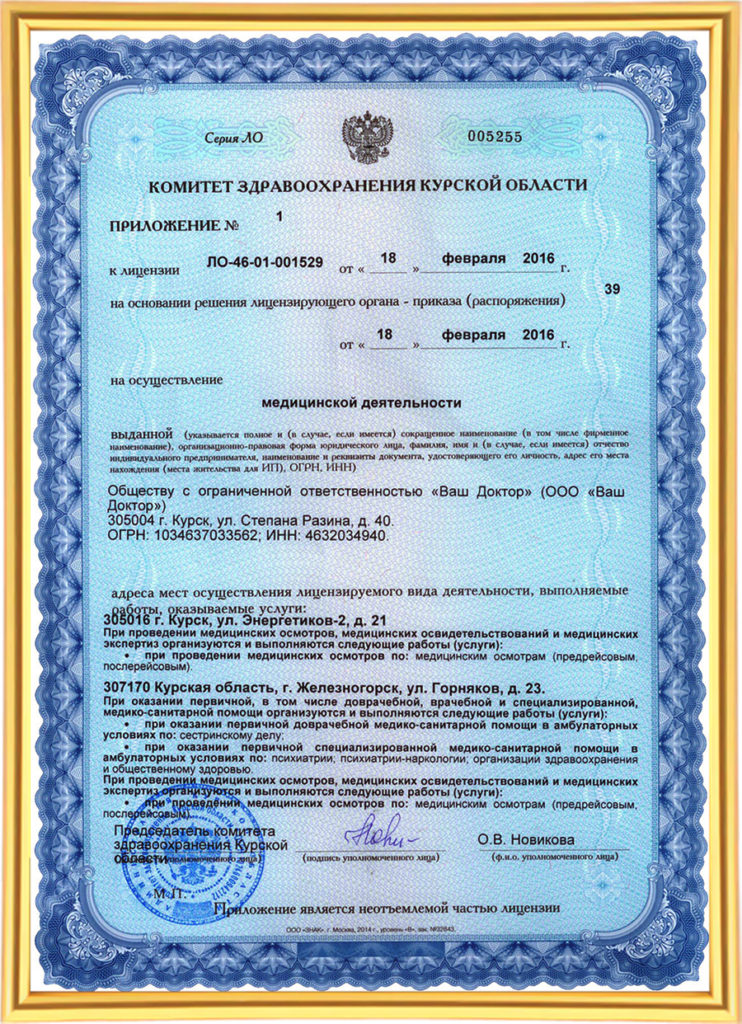 Серия ЛО
005255
КОМИТЕТ ЗДРАВООХРАНЕНИЯ КУРСКОЙ ОБЛАСТИ
ПРИЛОЖЕНИЕ № 1
к лицензии ЛО-46-01-001529 от « 18 » февраля 2016 г.
на основании решения лицензирующего органа - приказа (распоряжения) 39
от « 18 » февраля 2016 г.
на осуществление
медицинской деятельности
выданной (указывается полное и (в случае, если имеется) сокращенное наименование (в том числе фирменное
наименование), организационно-правовая форма юридического лица, фамилия, имя и (в случае, если имеется) отчество
индивидуального предпринимателя, наименование и реквизиты документа, удостоверяющего его личность, адрес его места
нахождения (места жительства для ИП), ОГРН, ИНН)
Обществу с ограниченной ответственностью «Ваш Доктор» (ООО «Ваш
Доктор»)
305004 г. Курск, ул. Степана Разина, д. 40.
ОГРН: 1034637033562; ИНН: 4632034940.
адреса мест осуществления лицензируемого вида деятельности, выполняемые
работы, оказываемые услуги:
305016 г. Курск, ул. Энергетиков-2, д. 21
При проведении медицинских осмотров, медицинских освидетельствований и медицинских
экспертиз организуются и выполняются следующие работы (услуги):
• при проведении медицинских осмотров по: медицинским осмотрам (предрейсовым,
послерейсовым).
307170 Курская область, г. Железногорск, ул. Горняков, д. 23.
При оказании первичной, в том числе доврачебной, врачебной и специализированной,
медико-санитарной помощи организуются и выполняются следующие работы (услуги):
• при оказании первичной доврачебной медико-санитарной помощи в амбулаторных
условиях по: сестринскому делу;
• при оказании первичной специализированной медико-санитарной помощи в
амбулаторных условиях по: психиатрии; психиатрии-наркологии; организации здравоохранения
и общественному здоровью.
При проведении медицинских осмотров, медицинских освидетельствований и медицинских
экспертиз организуются и выполняются следующие работы (услуги):
• при проведении медицинских осмотров по: медицинским осмотрам (предрейсовым,
послерейсовым).
Председатель комитета
здравоохранения Курской
области
О.В. Новикова
уполномоченного лица)
(подпись уполномоченного лица)
(ф.и.о. уполномоченного лица)
М.П.
Приложение является неотъемлемой частью лицензии
ООО «ЗНАК», г. Москва, 2014 г., уровень «В», зак. №32643.